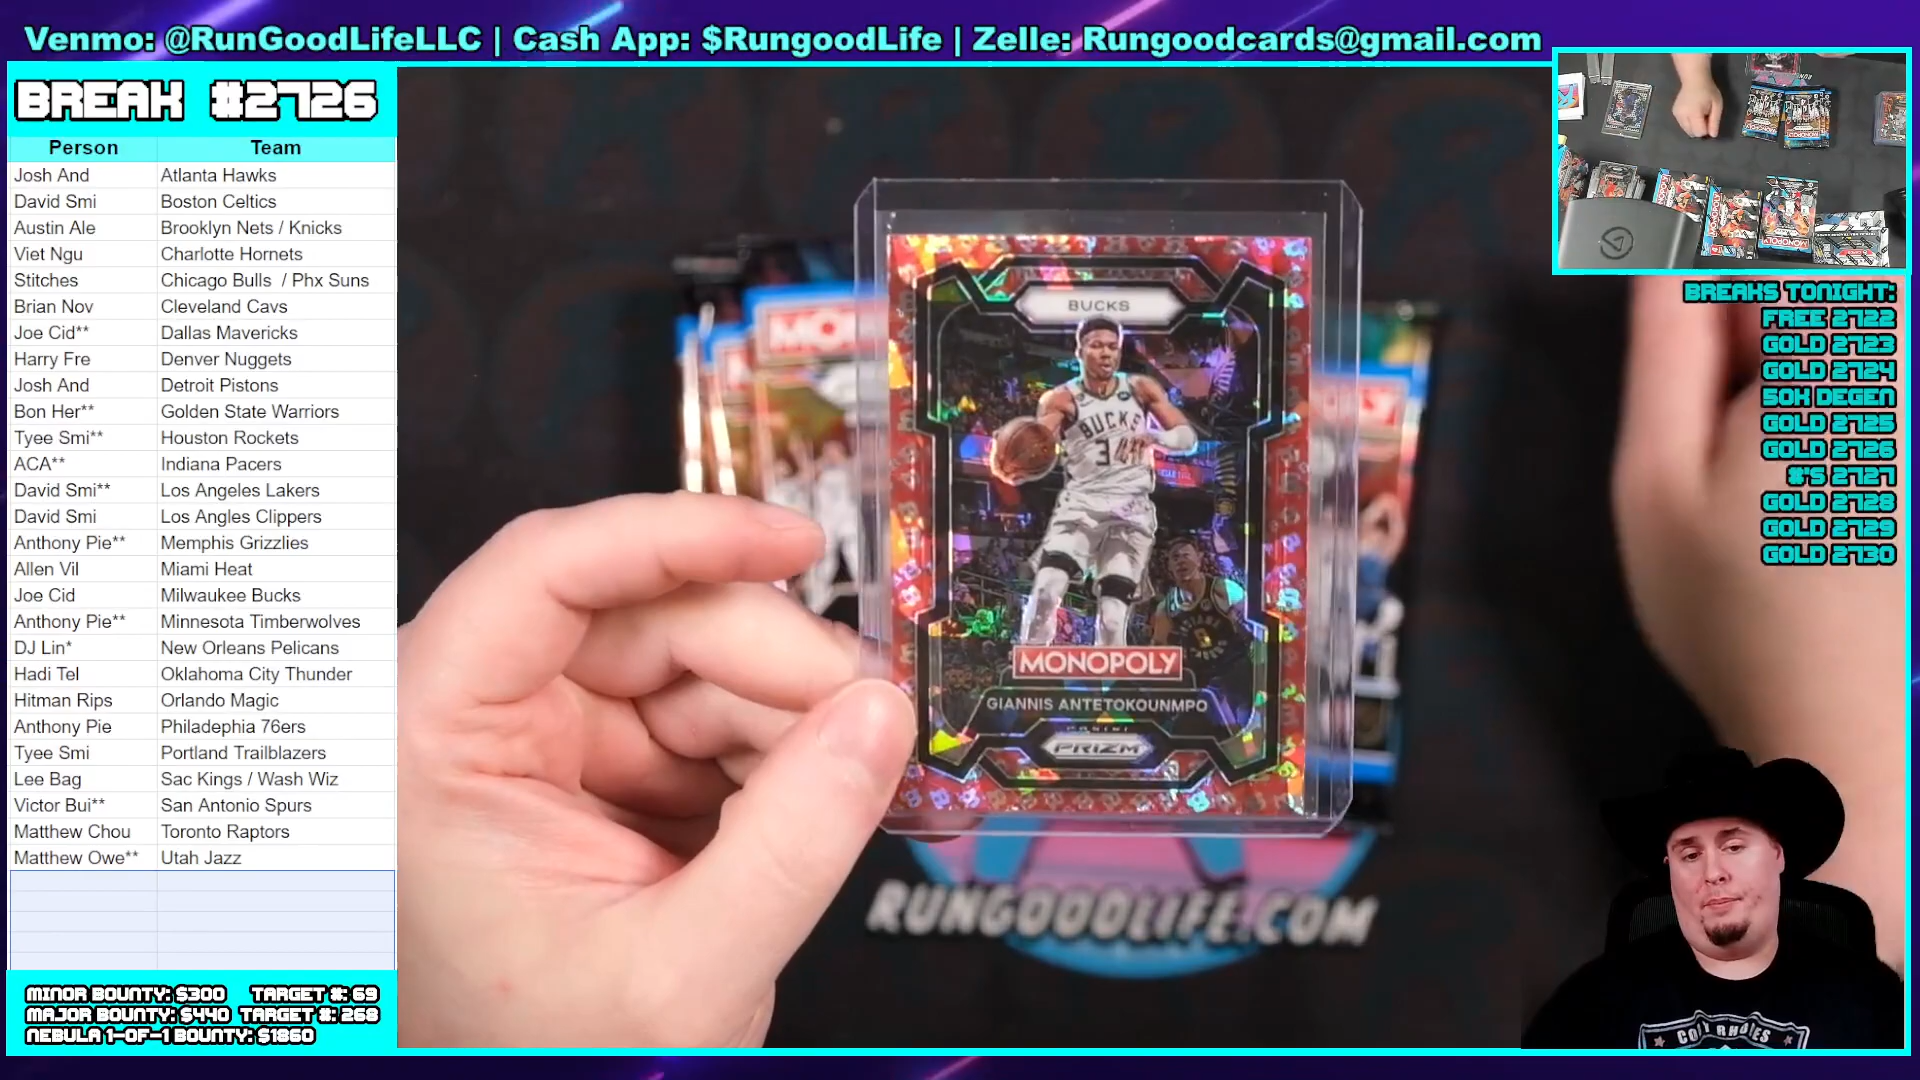 Venmo: @RunGoodLifeLLC | Cash App: $RungoodLife | Zelle: Rungoodcards@gmail.com
BREAK #2726
Person Team
Josh And Atlanta Hawks
David Smi Boston Celtics
Austin Ale Brooklyn Nets / Knicks
Viet Ngu Charlotte Hornets
Stitches Chicago Bulls / Phx Suns
Brian Nov Cleveland Cavs
Joe Cid** Dallas Mavericks
Harry Fre Denver Nuggets
Josh And Detroit Pistons
Bon Her** Golden State Warriors
Tyee Smi** Houston Rockets
ACA** Indiana Pacers
David Smi** Los Angeles Lakers
David Smi Los Angles Clippers
Anthony Pie** Memphis Grizzlies
Allen Vil Miami Heat
Joe Cid Milwaukee Bucks
Anthony Pie** Minnesota Timberwolves
DJ Lin* New Orleans Pelicans
Hadi Tel Oklahoma City Thunder
Hitman Rips Orlando Magic
Anthony Pie Philadephia 76ers
Tyee Smi Portland Trailblazers
Lee Bag Sac Kings / Wash Wiz
Victor Bui** San Antonio Spurs
Matthew Chou Toronto Raptors
Matthew Owe** Utah Jazz
MINOR BOUNTY: $300 TARGET #: 69
MAJOR BOUNTY: $440 TARGET #: 268
NEBULA 1-OF-1 BOUNTY: $1860
BUCKS
BUCKS
34
MONOPOLY
GIANNIS ANTETOKOUNMPO
PANINI
PRIZM
RUNGOODLIFE.COM
MONOPOLY
BREAKS TONIGHT:
FREE 2722
GOLD 2723
GOLD 2724
50K DEGEN
GOLD 2725
GOLD 2726
#'S 2727
GOLD 2728
GOLD 2729
GOLD 2730